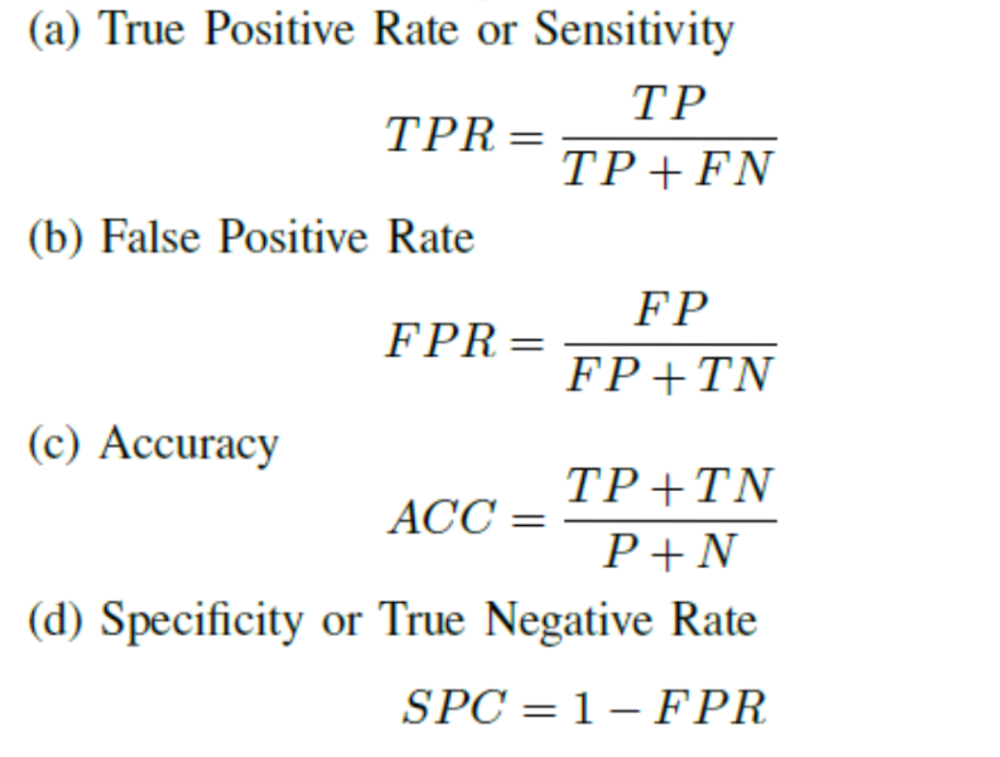 (a) True Positive Rate or Sensitivity
TPR = \frac{TP}{TP + FN}
(b) False Positive Rate
FPR = \frac{FP}{FP + TN}
(c) Accuracy
ACC = \frac{TP + TN}{P + N}
(d) Specificity or True Negative Rate
SPC = 1 − FPR